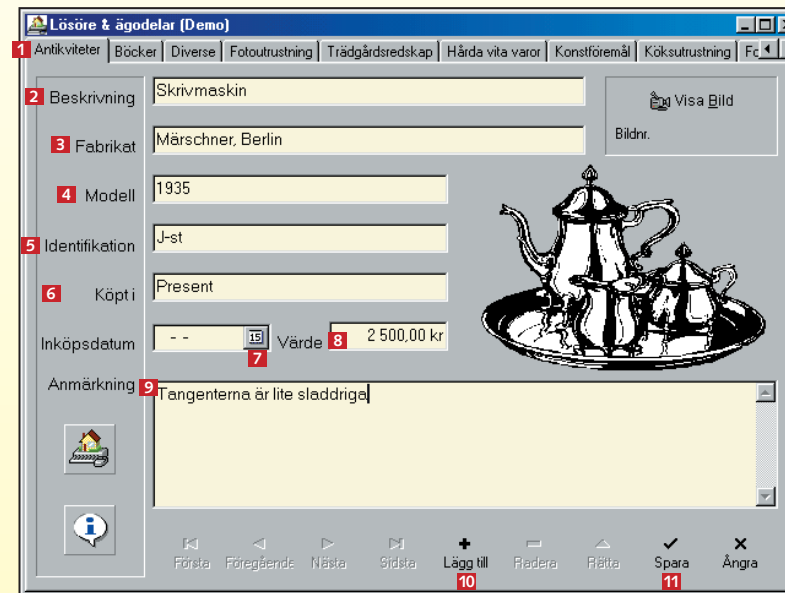 Lösöre & ägodelar (Demo)
1 Antikviteter Böcker Diverse Fotoutrustning Trädgårdsredskap Hårda vita varor Konstföremål Köksutrustning Fo
2 Beskrivning Skrivmaskin
Visa Bild
3 Fabrikat Märschner, Berlin
Bildnr.
4 Modell 1935
5 Identifikation J-st
6 Köpt i Present
Inköpsdatum - - 15 7 Värde 8 2 500,00 kr
Anmärkning 9 Tangenterna är lite sladdriga
Första Föregående Nästa Sidsta Lägg till Radera Rätta Spara Ångra
10 11